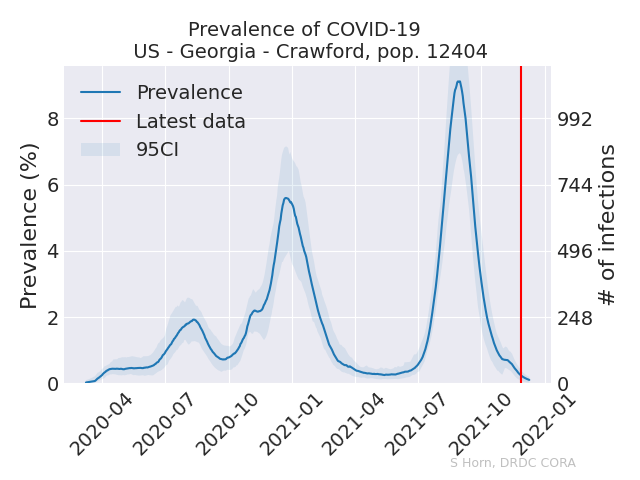 Prevalence of COVID-19
US - Georgia - Crawford, pop. 12404
Prevalence
Latest data
95CI
Prevalence (%)
8
6
4
2
0
992
744
496
248
0
# of infections
2020-04
2020-07
2020-10
2021-01
2021-04
2021-07
2021-10
2022-01
S Horn, DRDC CORA